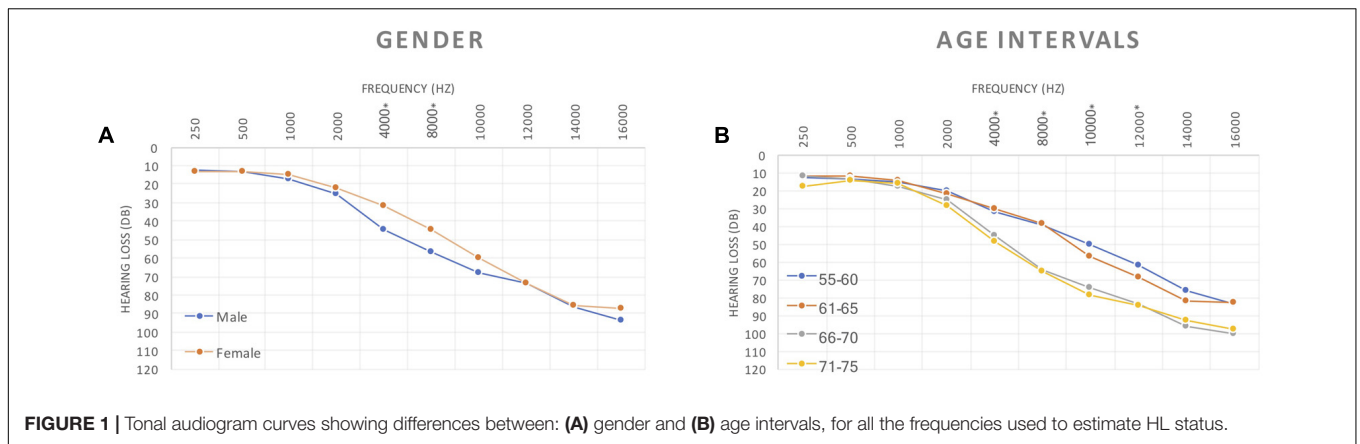 GENDER
FREQUENCY (HZ)
A
250 500 1000 2000 4000* 8000* 10000 12000 14000 16000
HEARING LOSS (DB)
0
10
20
30
40
50
60
70
80
90
100
110
120
Male
Female
AGE INTERVALS
FREQUENCY (HZ)
B
250 500 1000 2000 4000* 8000* 10000* 12000* 14000 16000
HEARING LOSS (DB)
0
10
20
30
40
50
60
70
80
90
100
110
120
55-60
61-65
66-70
71-75
FIGURE 1 | Tonal audiogram curves showing differences between: (A) gender and (B) age intervals, for all the frequencies used to estimate HL status.